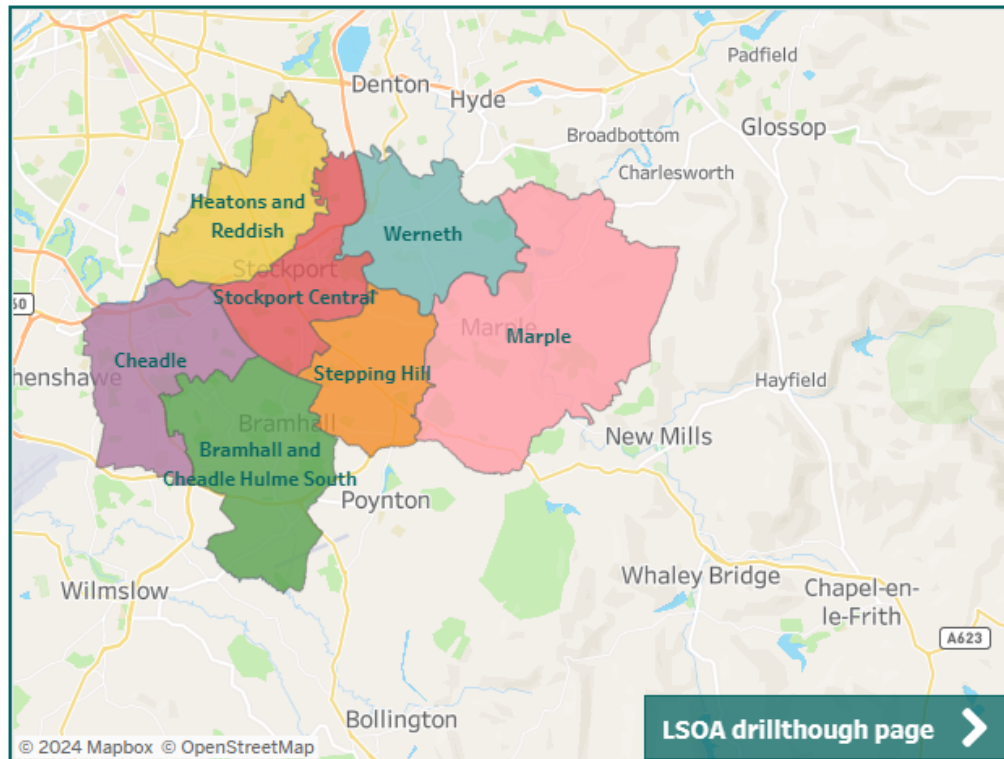 Padfield
Denton
Hyde
Glossop
Broadbottom
Charlesworth
Heatons and
Reddish
Werneth
Stockport
Stockport Central
60
Marple
Marple
Cheadle
henshawe
Stepping Hill
Hayfield
Bramhall
Bramhall and
Cheadle Hulme South
New Mills
Poynton
Whaley Bridge
Wilmslow
Chapel-en-
le-Frith
A623
Bollington
LSOA drillthough page
© 2024 Mapbox © OpenStreetMap